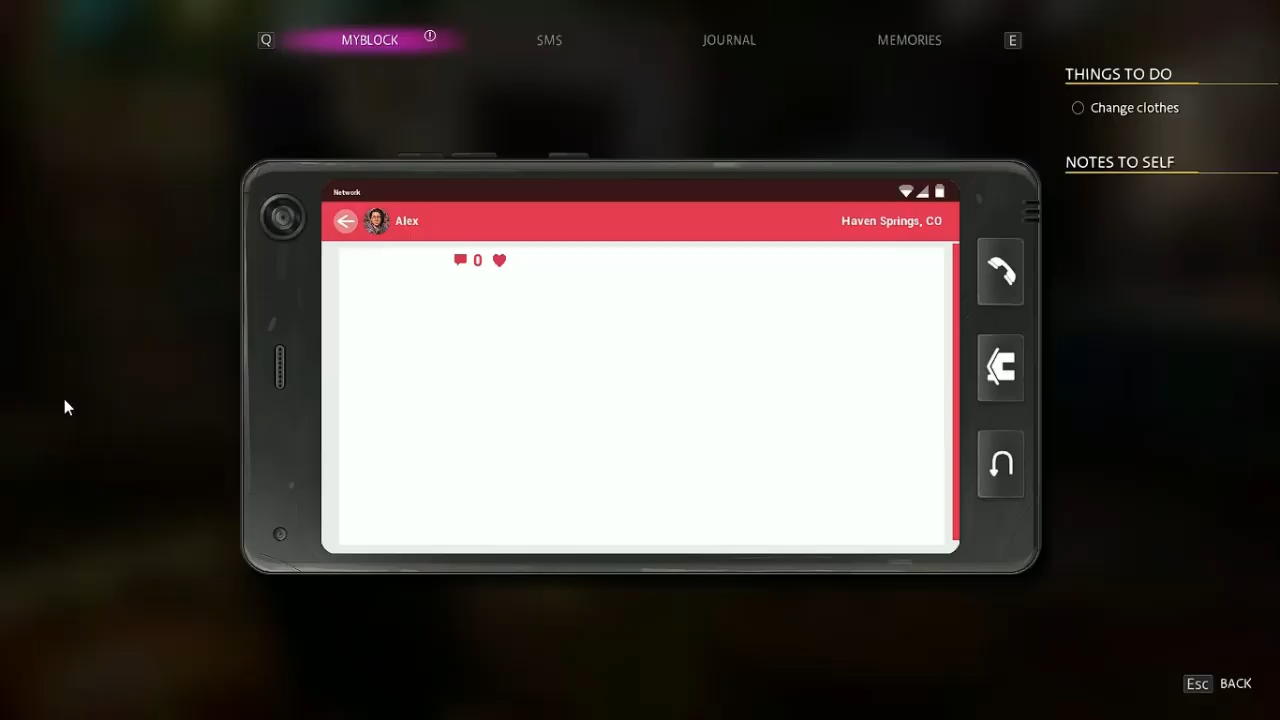 Q MYBLOCK SMS JOURNAL MEMORIES E
THINGS TO DO
Change clothes
NOTES TO SELF
Network
Alex Haven Springs, CO
0
Esc BACK